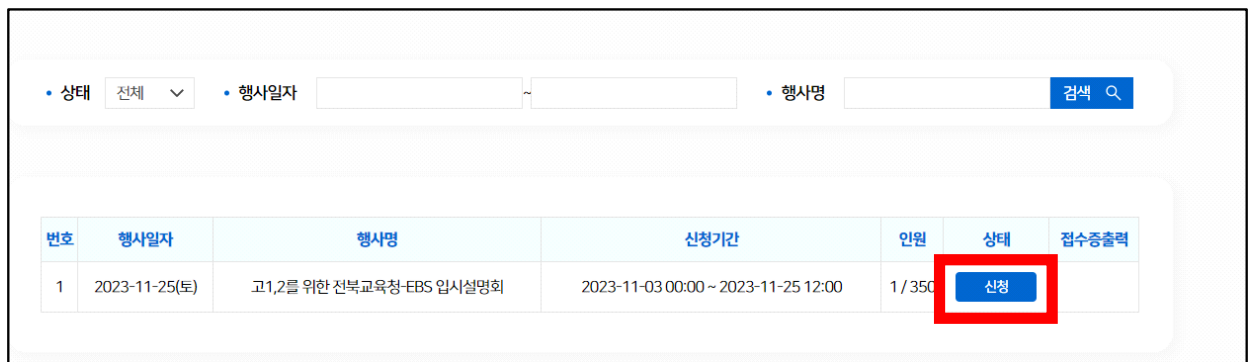 • 상태 전체 • 행사일자 ~ • 행사명 검색
번호 행사일자 행사명 신청기간 인원 상태 접수증출력
1 2023-11-25(토) 고1,2를 위한 전북교육청-EBS 입시설명회 2023-11-03 00:00 ~ 2023-11-25 12:00 1 / 350 신청